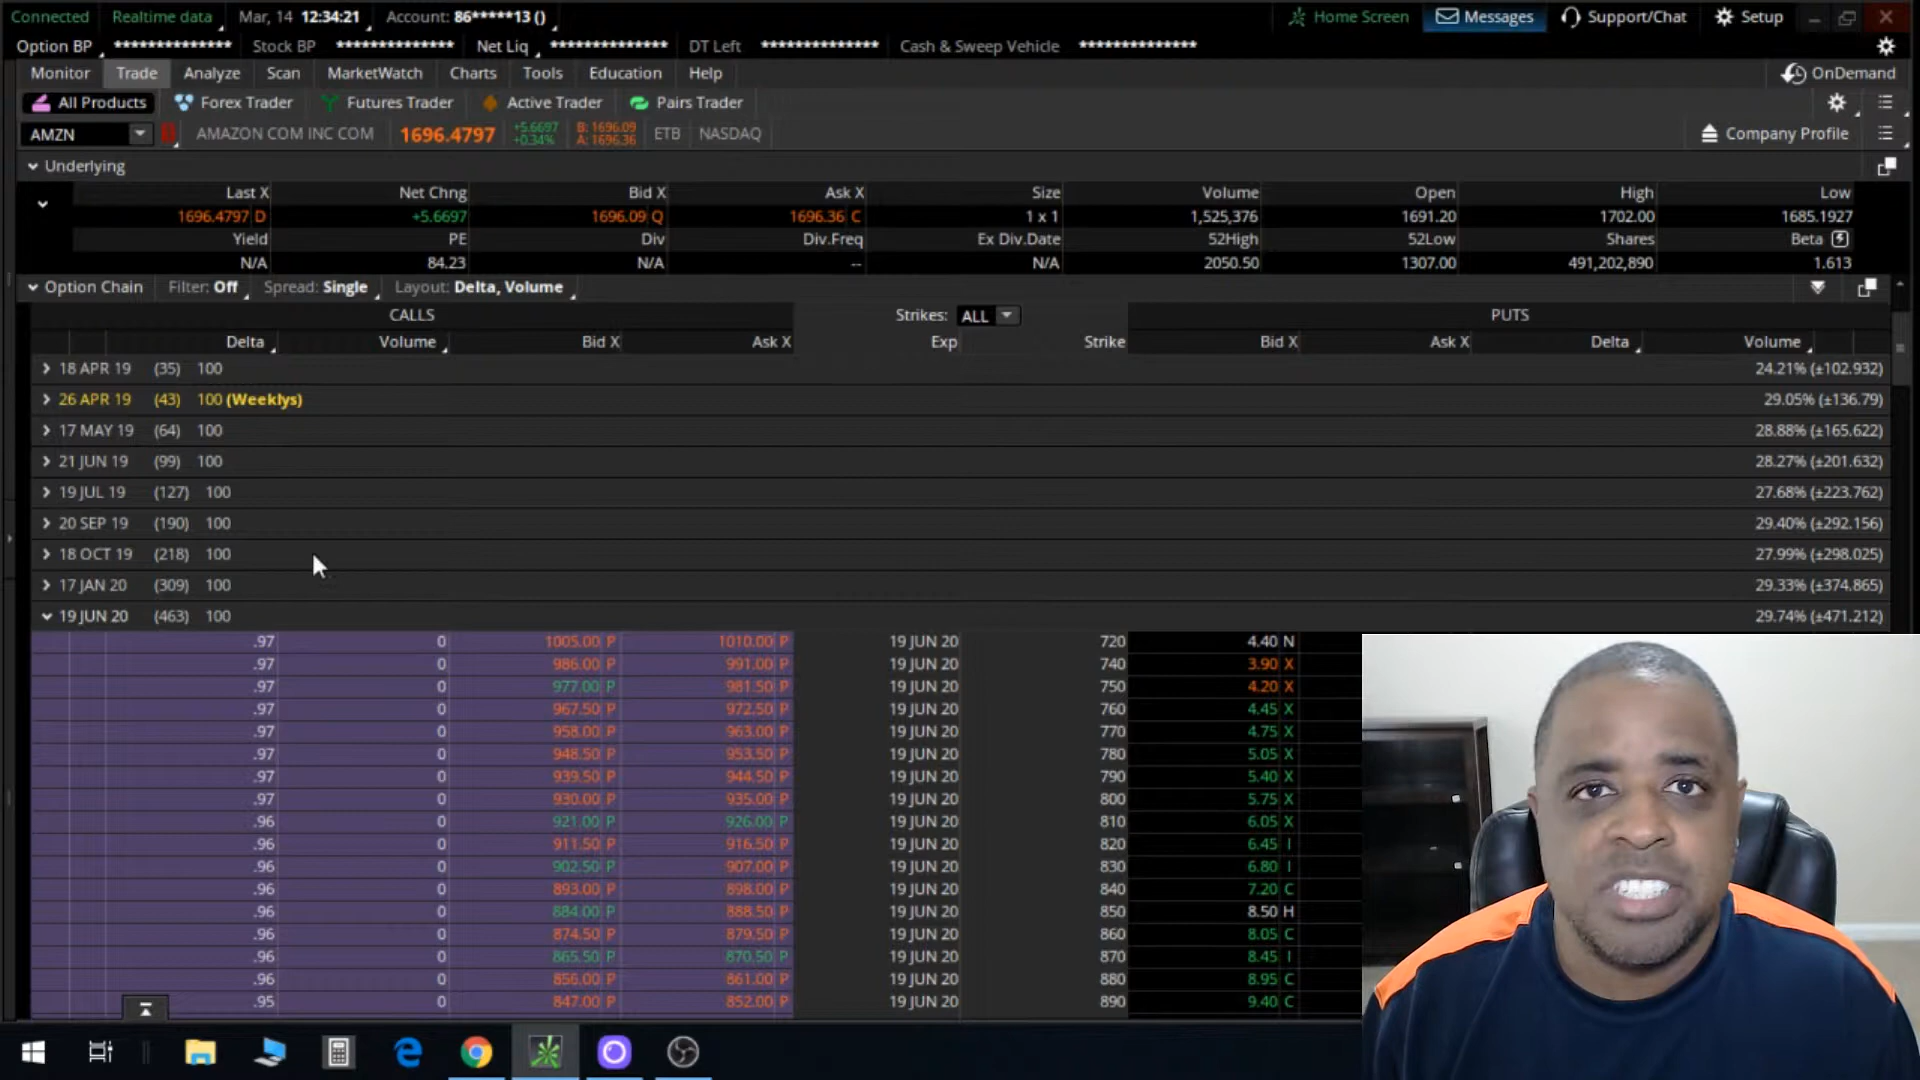 Connected Realtime data Mar, 14 12:34:21 Account: 86*****13 () Home Screen Messages Support/Chat Setup
Option BP ************** Stock BP ************** Net Liq ************** DT Left ************** Cash & Sweep Vehicle **************
Monitor Trade Analyze Scan MarketWatch Charts Tools Education Help OnDemand
All Products Forex Trader Futures Trader Active Trader Pairs Trader
AMZN AMAZON COM INC COM 1696.4797 +5.6697 +0.34% B: 1696.09 A: 1696.36 ETB NASDAQ Company Profile
Underlying
Last X Net Chng Bid X Ask X Size Volume Open High Low
1696.4797 D +5.6697 1696.09 Q 1696.36 C 1 x 1 1,525,376 1691.20 1702.00 1685.1927
Yield PE Div Div.Freq Ex Div.Date 52High 52Low Shares Beta
N/A 84.23 N/A -- N/A 2050.50 1307.00 491,202,890 1.613
Option Chain Filter: Off Spread: Single Layout: Delta, Volume
CALLS Strikes: ALL PUTS
Delta Volume Bid X Ask X Exp Strike Bid X Ask X Delta Volume
18 APR 19 (35) 100 24.21% (±102.932)
26 APR 19 (43) 100 (Weeklys) 29.05% (±136.79)
17 MAY 19 (64) 100 28.88% (±165.622)
21 JUN 19 (99) 100 28.27% (±201.632)
19 JUL 19 (127) 100 27.68% (±223.762)
20 SEP 19 (190) 100 29.40% (±292.156)
18 OCT 19 (218) 100 27.99% (±298.025)
17 JAN 20 (309) 100 29.33% (±374.865)
19 JUN 20 (463) 100 29.74% (±471.212)
.97 0 1005.00 P 1010.00 P 19 JUN 20 720 4.40 N
.97 0 986.00 P 991.00 P 19 JUN 20 740 3.90 X
.97 0 977.00 P 981.50 P 19 JUN 20 750 4.20 X
.97 0 967.50 P 972.50 P 19 JUN 20 760 4.45 X
.97 0 958.00 P 963.00 P 19 JUN 20 770 4.75 X
.97 0 948.50 P 953.50 P 19 JUN 20 780 5.05 X
.97 0 939.50 P 944.50 P 19 JUN 20 790 5.40 X
.97 0 930.00 P 935.00 P 19 JUN 20 800 5.75 X
.96 0 921.00 P 926.00 P 19 JUN 20 810 6.05 X
.96 0 911.50 P 916.50 P 19 JUN 20 820 6.45 I
.96 0 902.50 P 907.00 P 19 JUN 20 830 6.80 I
.96 0 893.00 P 898.00 P 19 JUN 20 840 7.20 C
.96 0 884.00 P 888.50 P 19 JUN 20 850 8.50 H
.96 0 874.50 P 879.50 P 19 JUN 20 860 8.05 C
.96 0 865.50 P 870.50 P 19 JUN 20 870 8.45 I
.96 0 856.00 P 861.00 P 19 JUN 20 880 8.95 C
.95 0 847.00 P 852.00 P 19 JUN 20 890 9.40 C